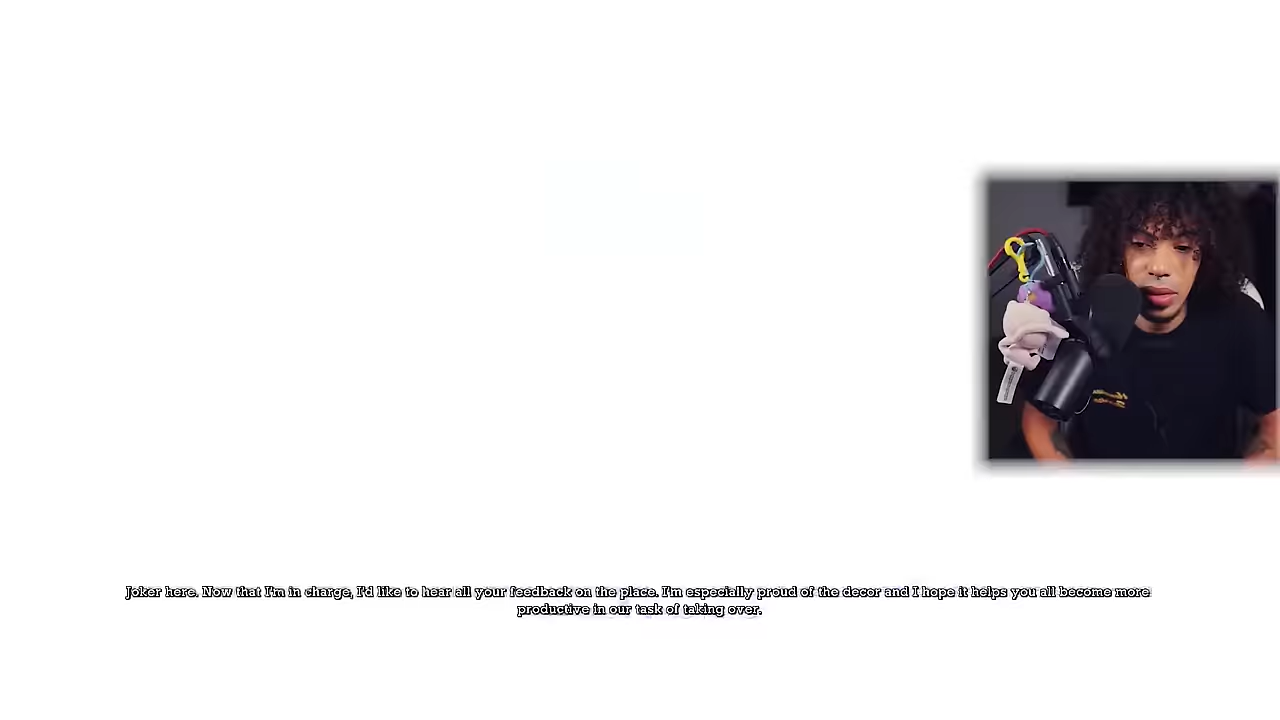 Joker here. Now that I'm in charge, I'd like to hear all your feedback on the place. I'm especially proud of the decor and I hope it helps you all become more
productive in our task of taking over.